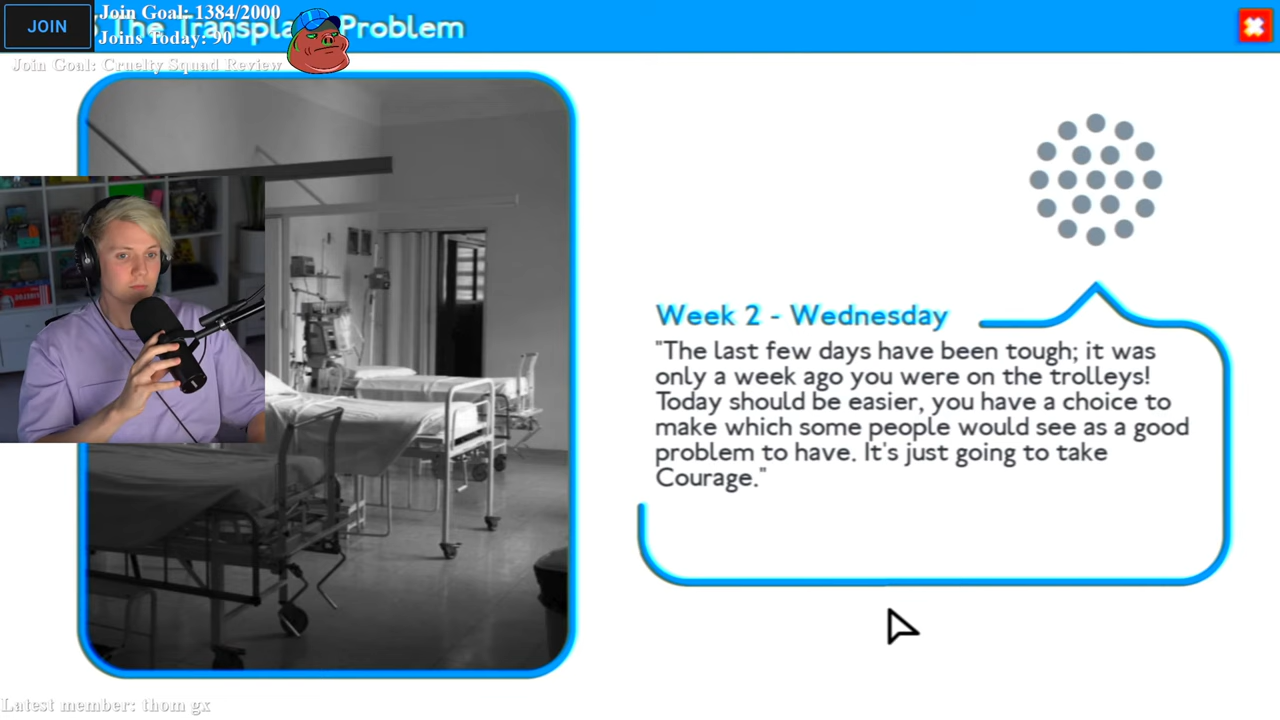 JOIN
Join Goal: 1384/2000
The Transpla Problem
Joins Today: 90
Join Goal: Cruelty Squad Review
Week 2 - Wednesday
"The last few days have been tough; it was
only a week ago you were on the trolleys!
Today should be easier, you have a choice to
make which some people would see as a good
problem to have. It's just going to take
Courage."
Latest member: thom gx